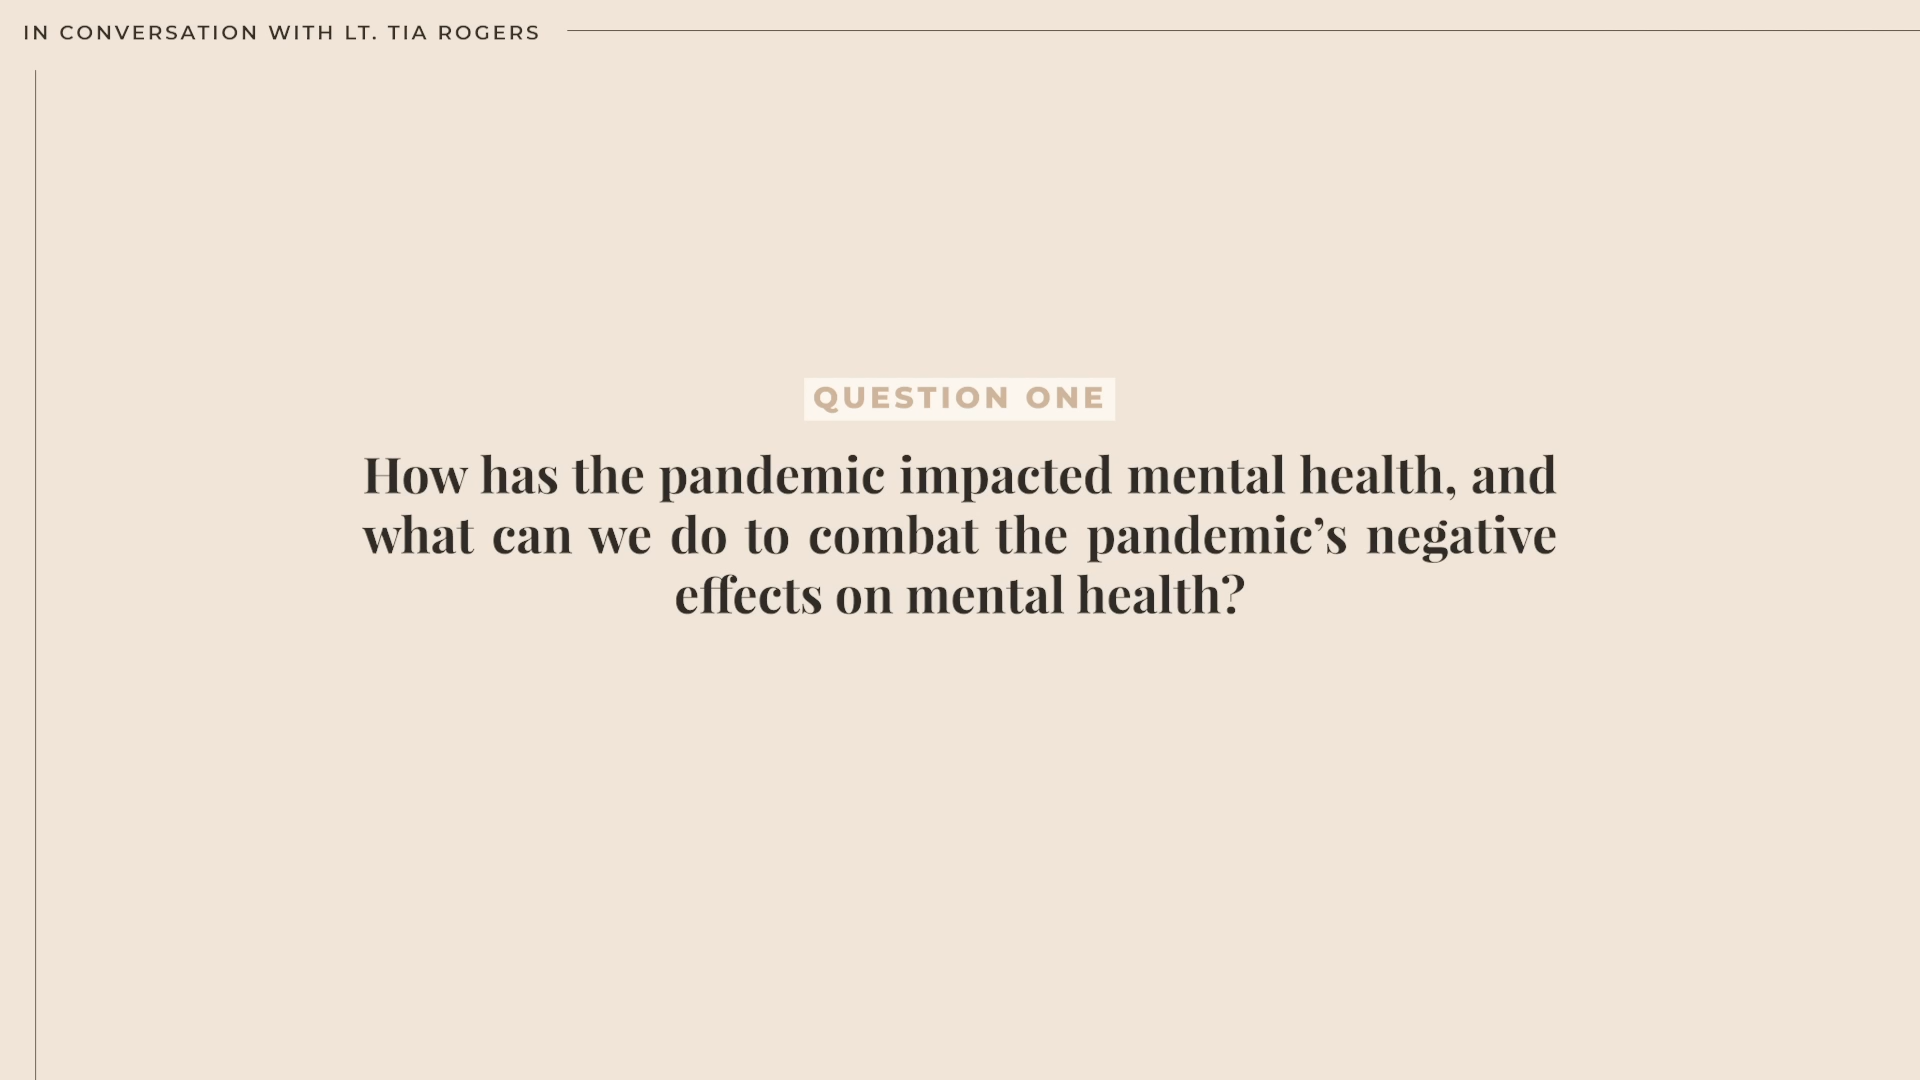 IN CONVERSATION WITH LT. TIA ROGERS
QUESTION ONE
How has the pandemic impacted mental health, and
what can we do to combat the pandemic’s negative
effects on mental health?